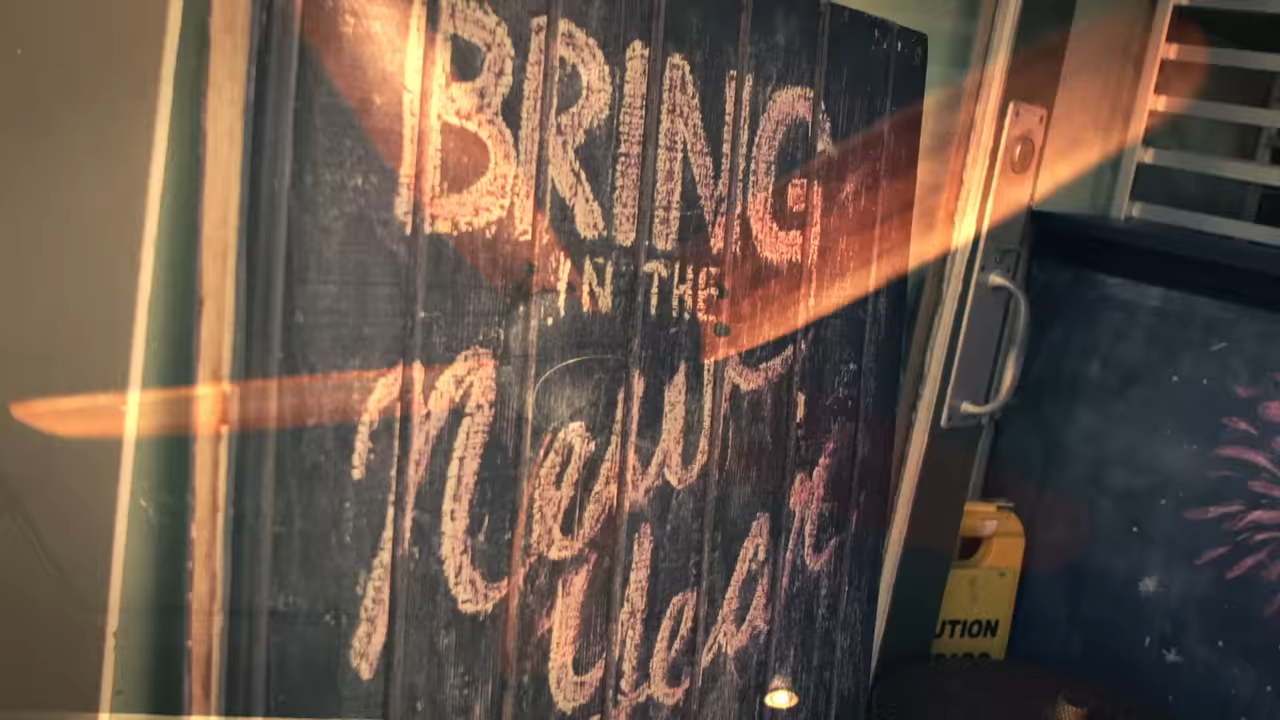 BRING
IN THE
New
Year
UTION